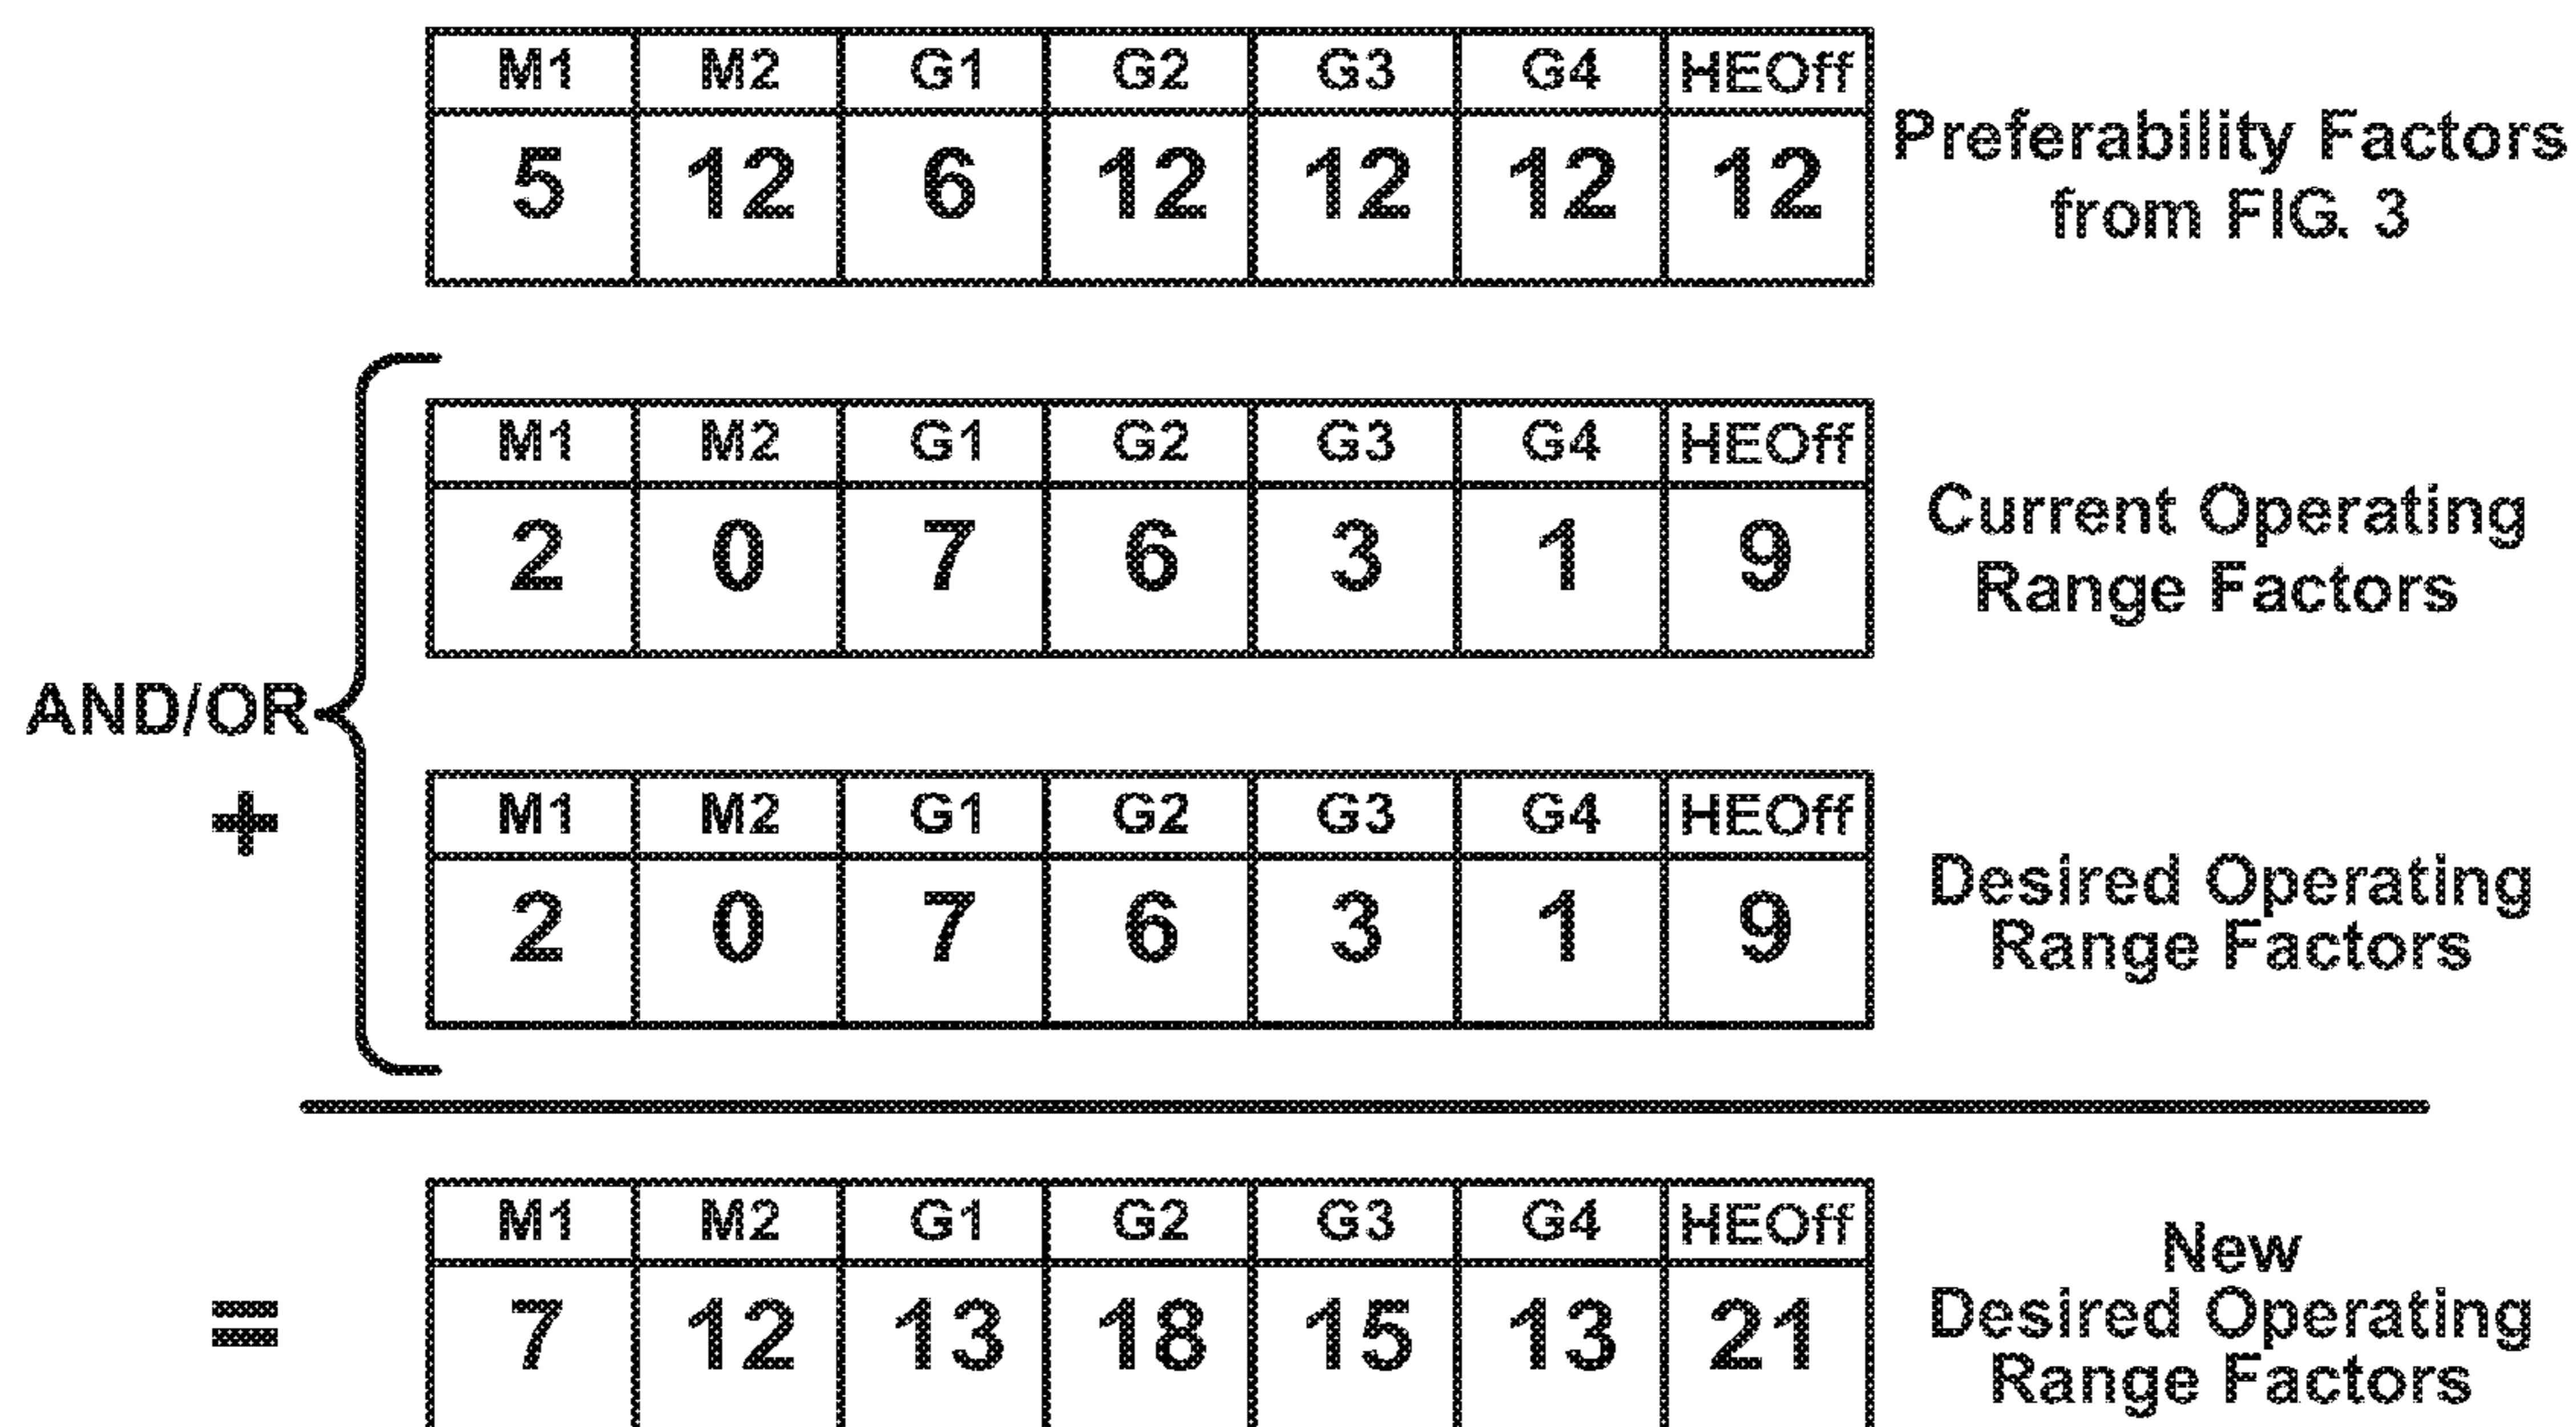 M1 M2 G1 G2 G3 G4 HEOff
5 12 6 12 12 12 12
Preferability Factors
from FIG. 3
M1 M2 G1 G2 G3 G4 HEOff
2 0 7 6 3 1 9
Current Operating
Range Factors
AND/OR
+
M1 M2 G1 G2 G3 G4 HEOff
2 0 7 6 3 1 9
Desired Operating
Range Factors
=
M1 M2 G1 G2 G3 G4 HEOff
7 12 13 18 15 13 21
New
Desired Operating
Range Factors